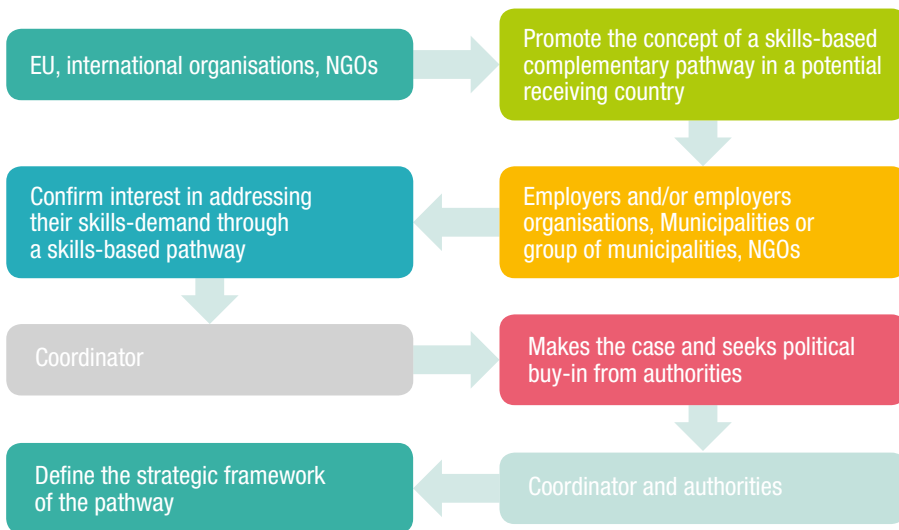 EU, international organisations, NGOs
Promote the concept of a skills-based
complementary pathway in a potential
receiving country
Employers and/or employers
organisations, Municipalities or
group of municipalities, NGOs
Confirm interest in addressing
their skills-demand through
a skills-based pathway
Coordinator
Makes the case and seeks political
buy-in from authorities
Coordinator and authorities
Define the strategic framework
of the pathway